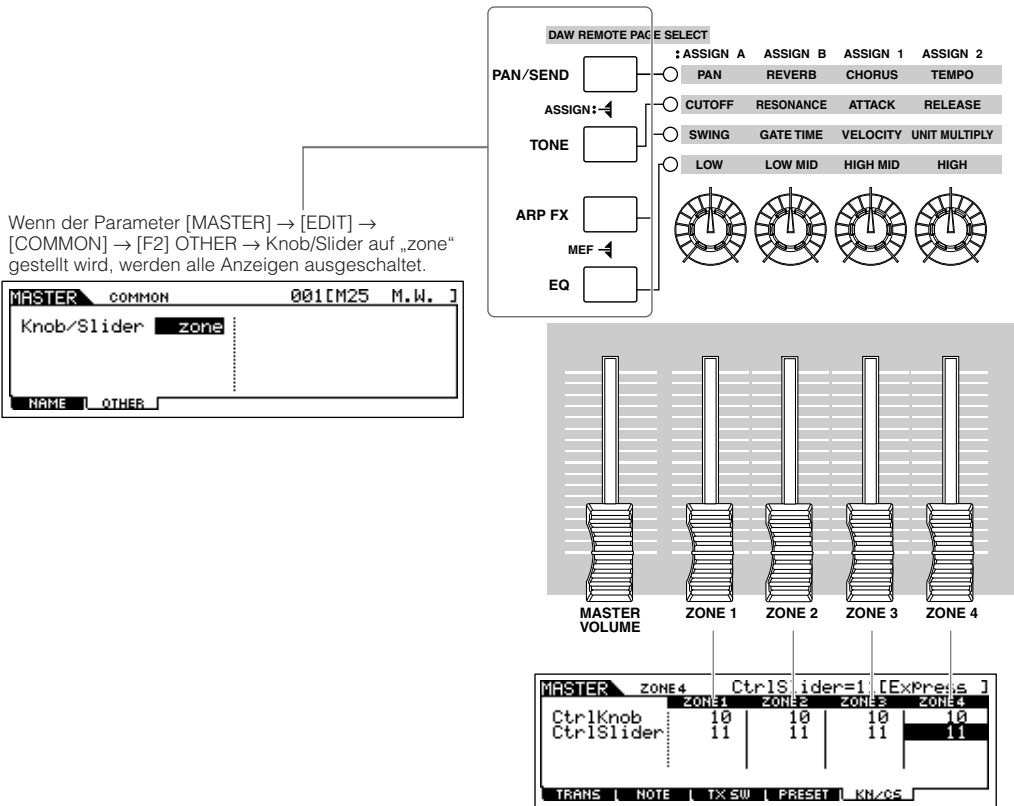 DAW REMOTE PAGE SELECT
: ASSIGN A ASSIGN B ASSIGN 1 ASSIGN 2
PAN/SEND PAN REVERB CHORUS TEMPO
ASSIGN:
CUTOFF RESONANCE ATTACK RELEASE
TONE SWING GATE TIME VELOCITY UNIT MULTIPLY
LOW LOW MID HIGH MID HIGH
ARP FX
MEF
EQ
Wenn der Parameter [MASTER] → [EDIT] →
[COMMON] → [F2] OTHER → Knob/Slider auf „zone“
gestellt wird, werden alle Anzeigen ausgeschaltet.
MASTER COMMON 001[M25 M.W. ]
Knob/Slider zone
NAME OTHER
MASTER VOLUME ZONE 1 ZONE 2 ZONE 3 ZONE 4
MASTER ZONE4 CtrlSlider=11[Express ]
ZONE1 ZONE2 ZONE3 ZONE4
CtrlKnob 10 10 10 10
CtrlSlider 11 11 11 11
TRANS NOTE TX SW PRESET KN/CS